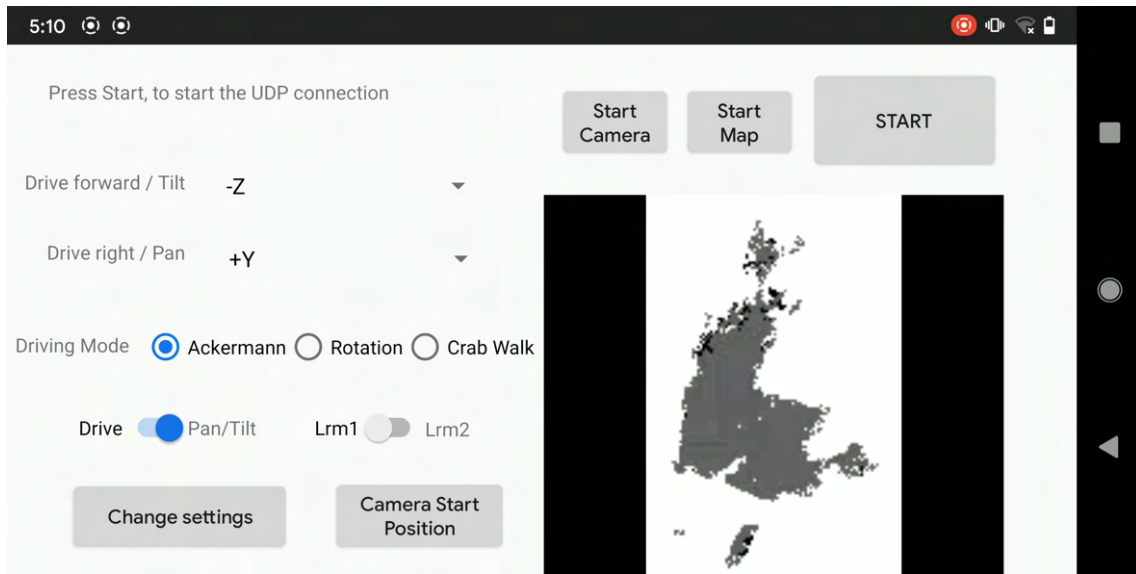 5:10
Press Start, to start the UDP connection
Start
Camera
Start
Map
START
Drive forward / Tilt -Z
Drive right / Pan +Y
Driving Mode Ackermann Rotation Crab Walk
Drive Pan/Tilt Lrm1 Lrm2
Change settings
Camera Start
Position